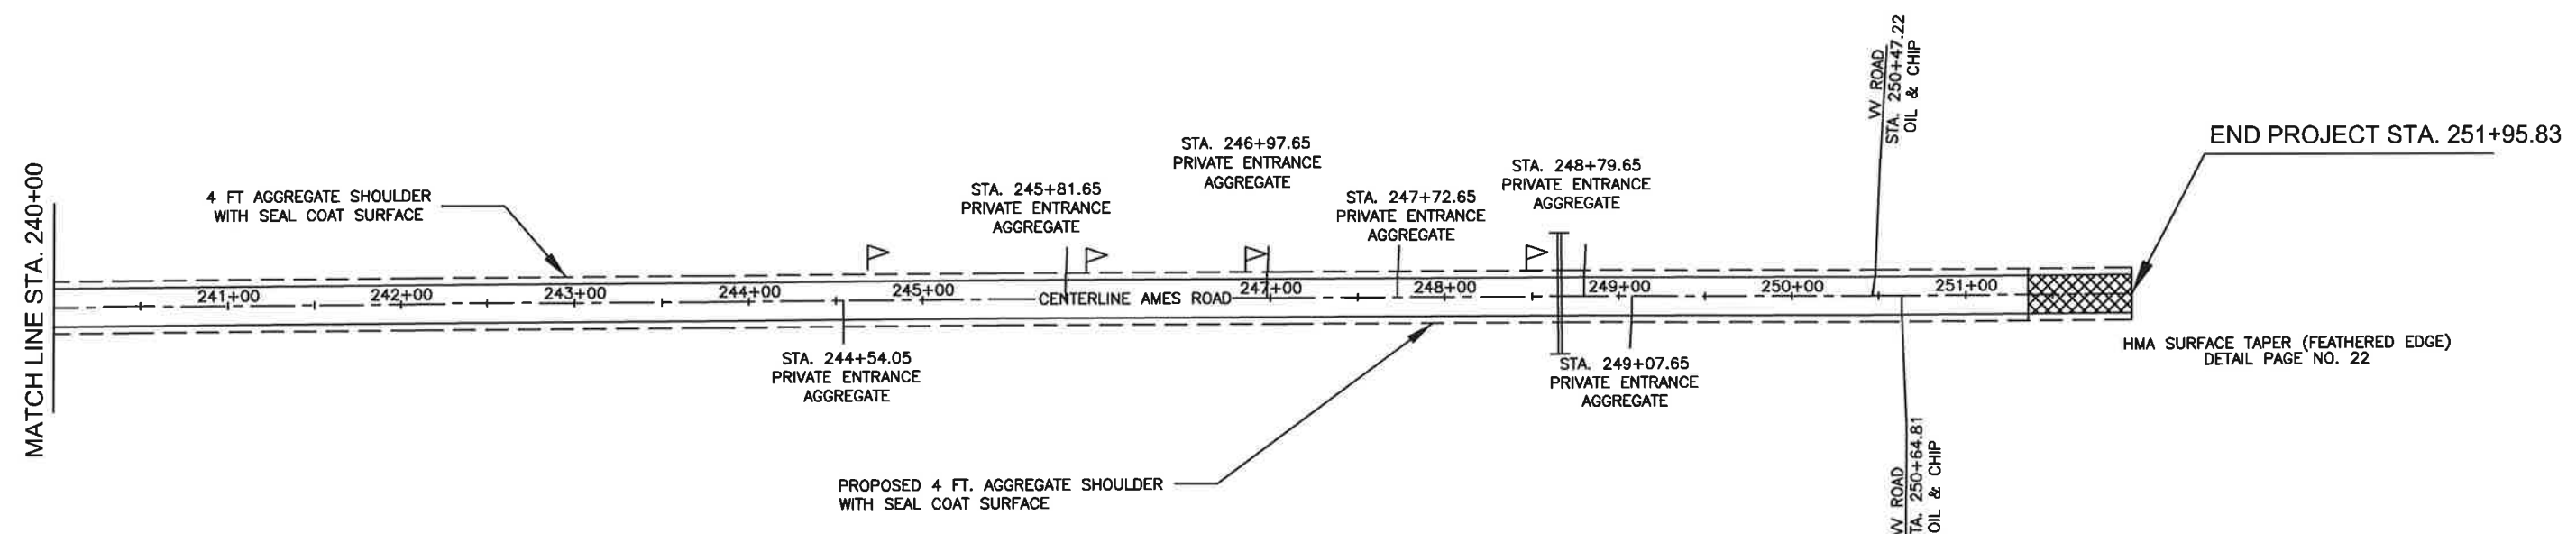 MATCH LINE STA. 240+00
4 FT AGGREGATE SHOULDER
WITH SEAL COAT SURFACE
STA. 245+81.65
PRIVATE ENTRANCE
AGGREGATE
STA. 246+97.65
PRIVATE ENTRANCE
AGGREGATE
STA. 247+72.65
PRIVATE ENTRANCE
AGGREGATE
STA. 248+79.65
PRIVATE ENTRANCE
AGGREGATE
VV ROAD
STA. 250+47.22
OIL & CHIP
END PROJECT STA. 251+95.83
241+00
242+00
243+00
244+00
245+00
CENTERLINE AMES ROAD
247+00
248+00
249+00
250+00
251+00
STA. 244+54.05
PRIVATE ENTRANCE
AGGREGATE
STA. 249+07.65
PRIVATE ENTRANCE
AGGREGATE
HMA SURFACE TAPER (FEATHERED EDGE)
DETAIL PAGE NO. 22
PROPOSED 4 FT. AGGREGATE SHOULDER
WITH SEAL COAT SURFACE
VV ROAD
TA. 250+64.81
OIL & CHIP